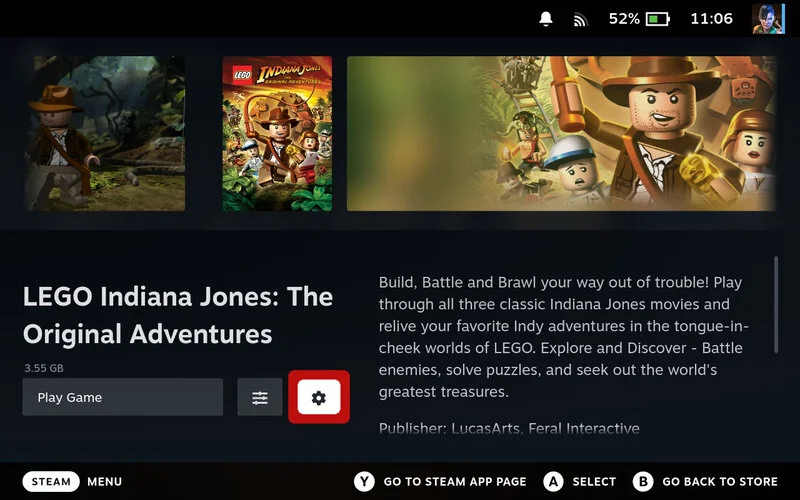 52%
11:06
LEGO
INDIANA JONES
THE
ORIGINAL ADVENTURES
LEGO Indiana Jones: The
Original Adventures
3.55 GB
Play Game
Build, Battle and Brawl your way out of trouble! Play
through all three classic Indiana Jones movies and
relive your favorite Indy adventures in the tongue-in-
cheek worlds of LEGO. Explore and Discover - Battle
enemies, solve puzzles, and seek out the world's
greatest treasures.
Publisher: LucasArts, Feral Interactive
STEAM MENU
Y GO TO STEAM APP PAGE A SELECT B GO BACK TO STORE